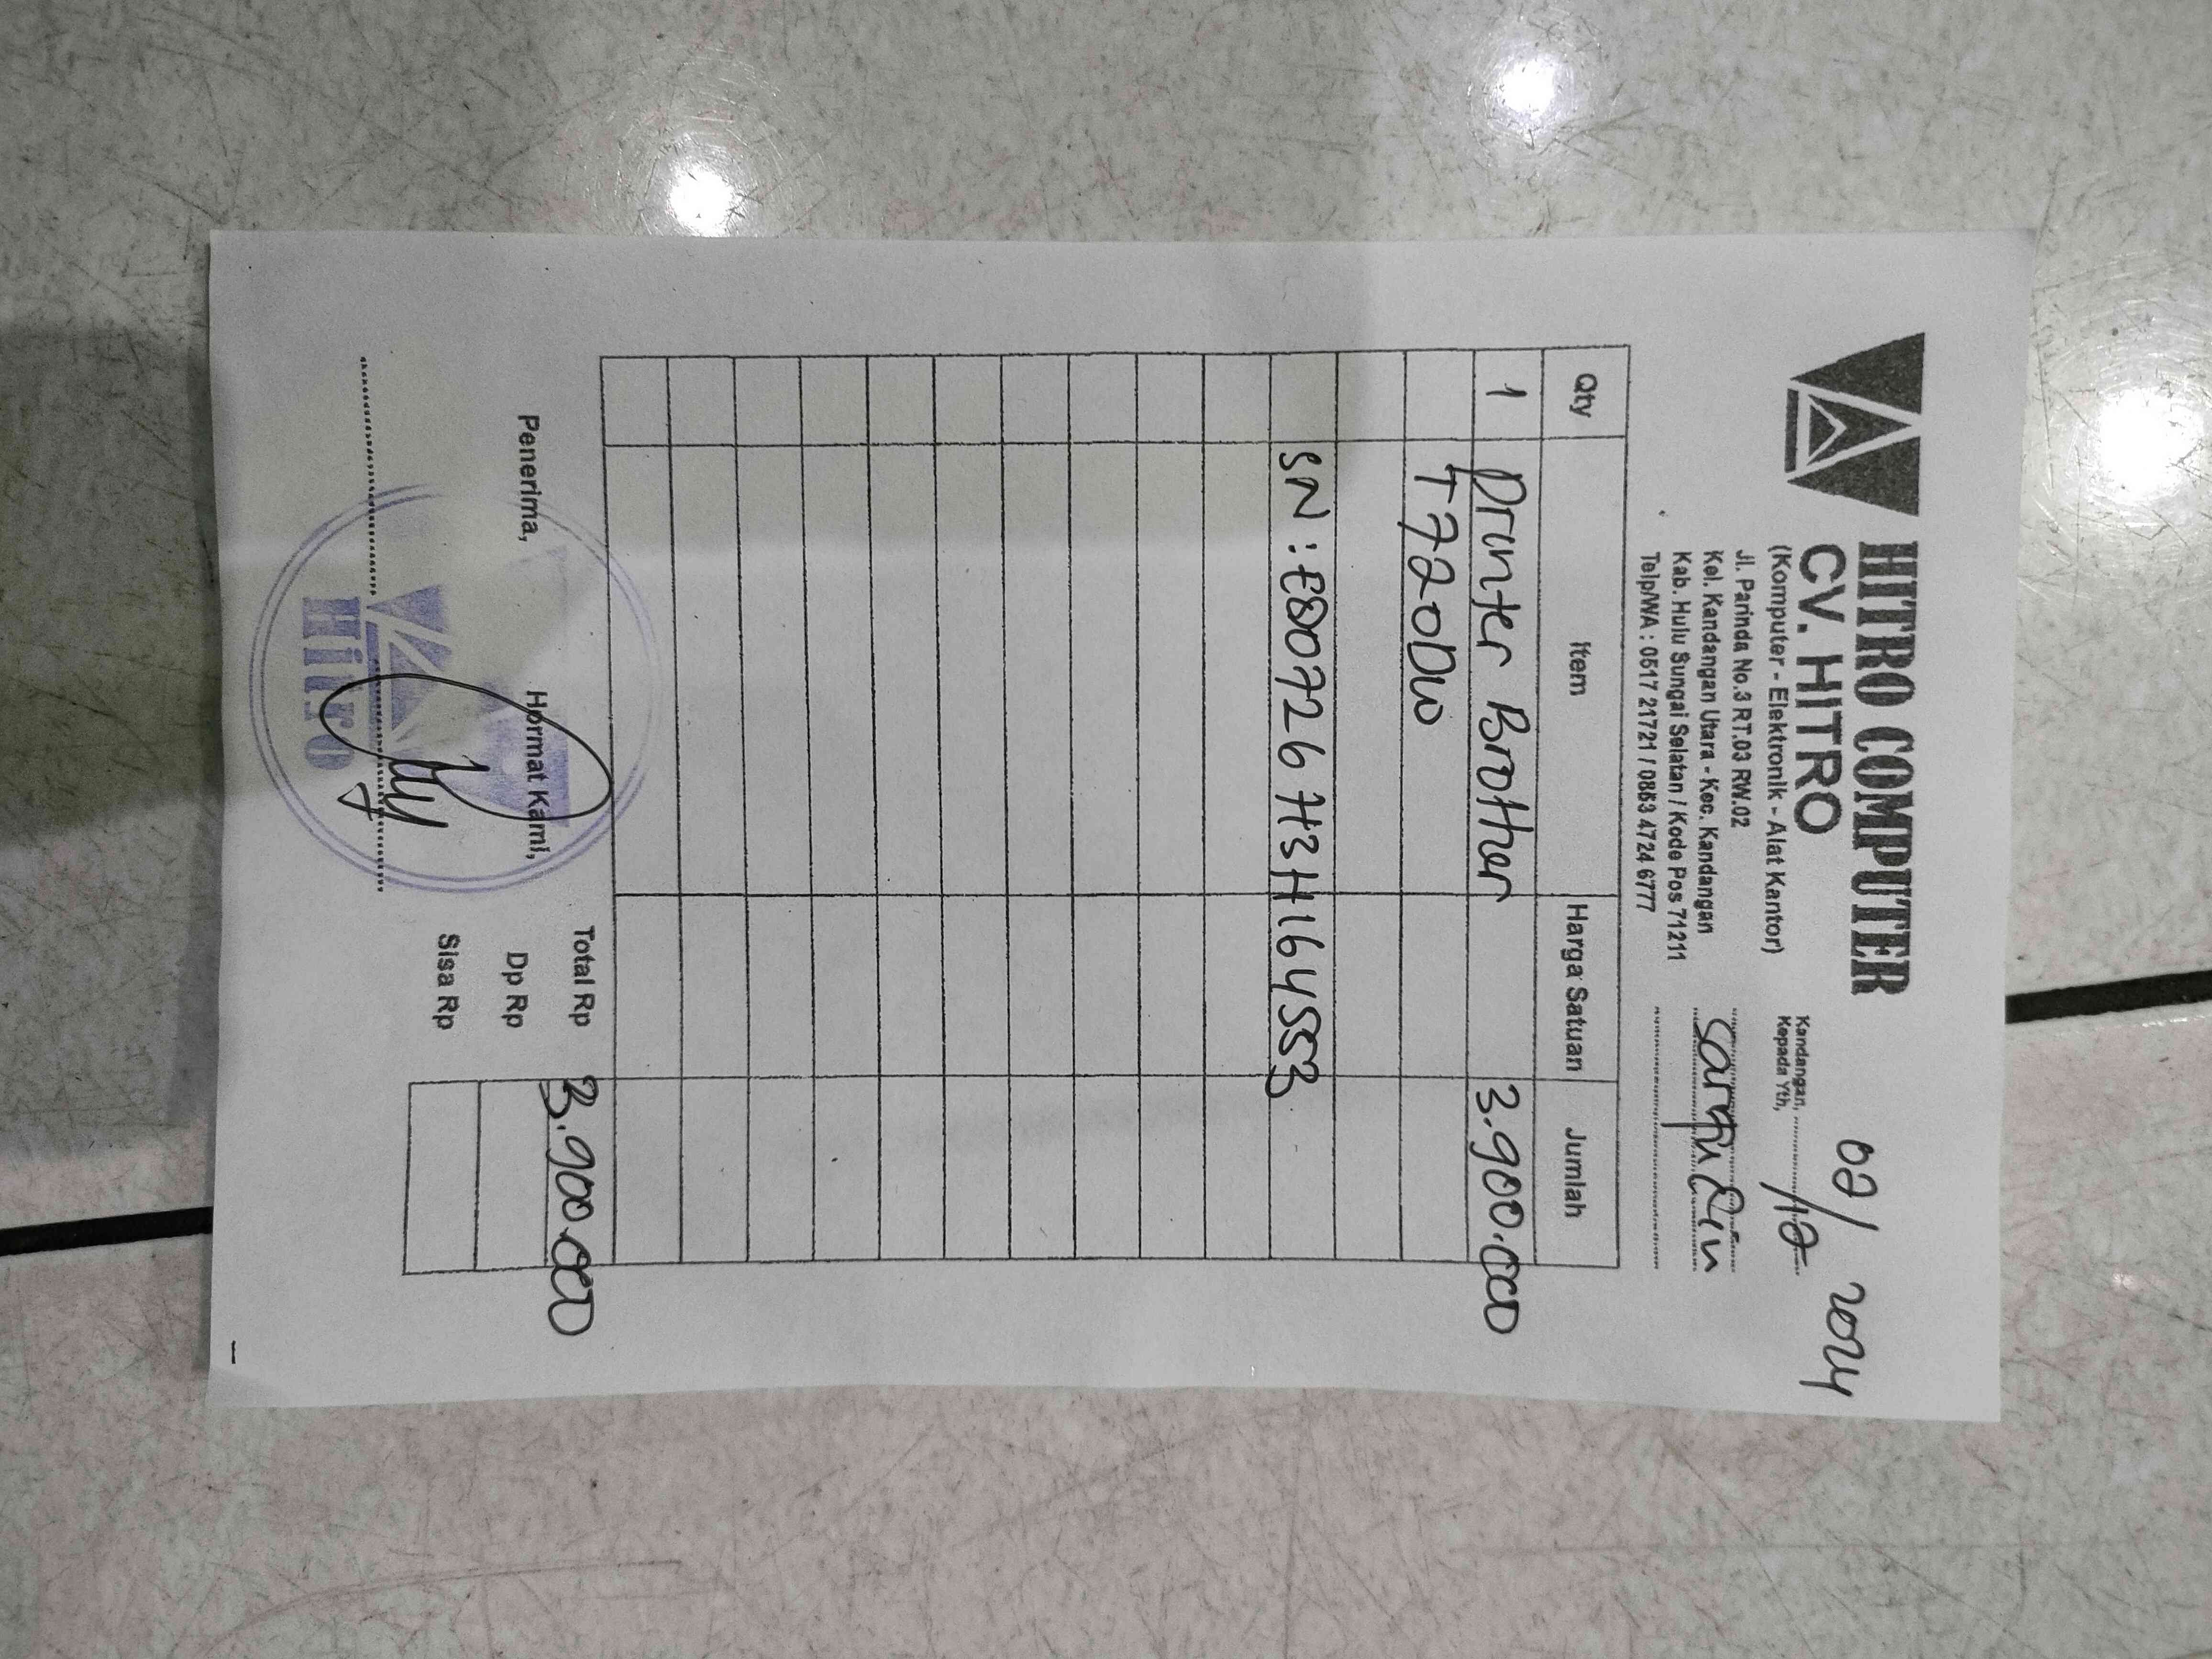 HITRO COMPUTER
CV. HITRO
(Komputer - Elektronik - Alat Kantor)
Jl. Parinda No.3 RT.03 RW.02
Kel. Kandangan Utara - Kec. Kandangan
Kab. Hulu Sungai Selatan / Kode Pos 71211
Telp/WA : 0517 21721 / 0853 4724 6777
02/12 2024
Kandangan,
Kepada Yth,
Sarifudin
Qty Item Harga Satuan Jumlah
1 Printer Brother 3.900.000
T720DW
SN : E80726H3H164553
Total Rp 3.900.000
Dp Rp
Sisa Rp
Penerima, Hormat Kami,
Hitro